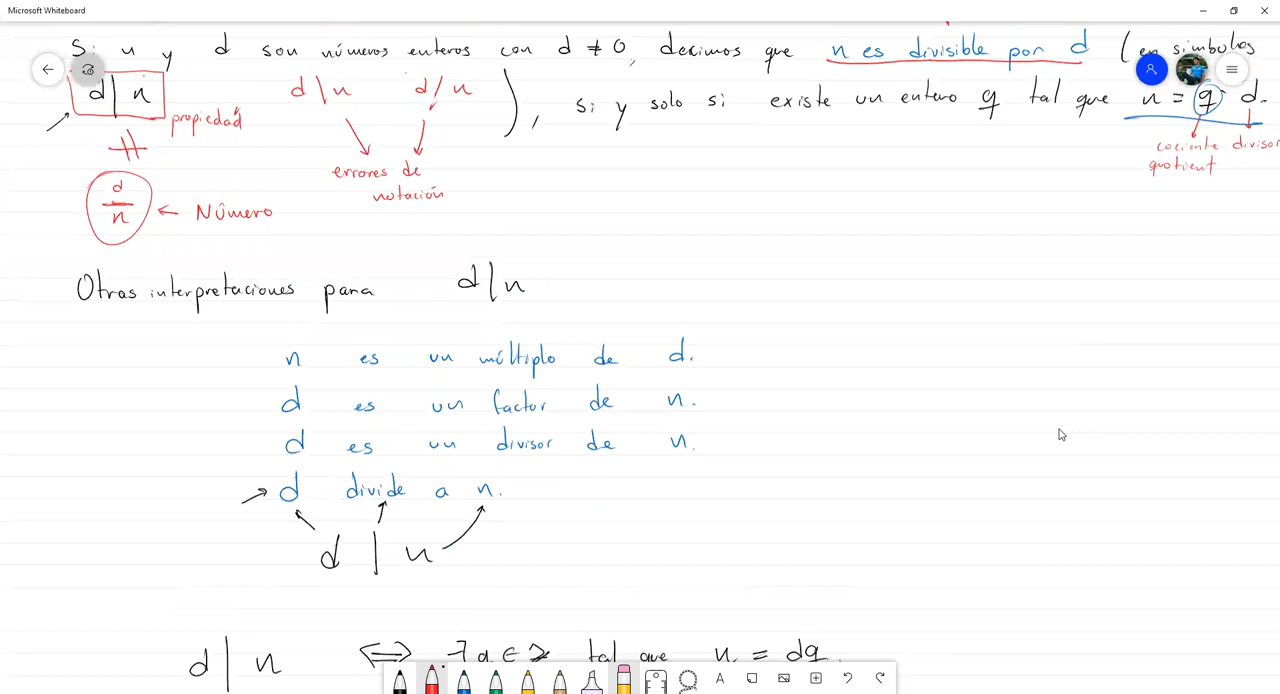 Microsoft Whiteboard
Si n y d son números enteros con d ≠ 0, decimos que n es divisible por d (en símbolos
d | n d \ n d / n ), si y solo si existe un entero q tal que n = q d.
propiedad
cociente divisor
quotient
errores de
notación
d/n ← Número
Otras interpretaciones para d | n
n es un múltiplo de d.
d es un factor de n.
d es un divisor de n.
→ d divide a n.
d | n
d | n ⟺ ∃ q ∈ ℤ tal que n = dq
A